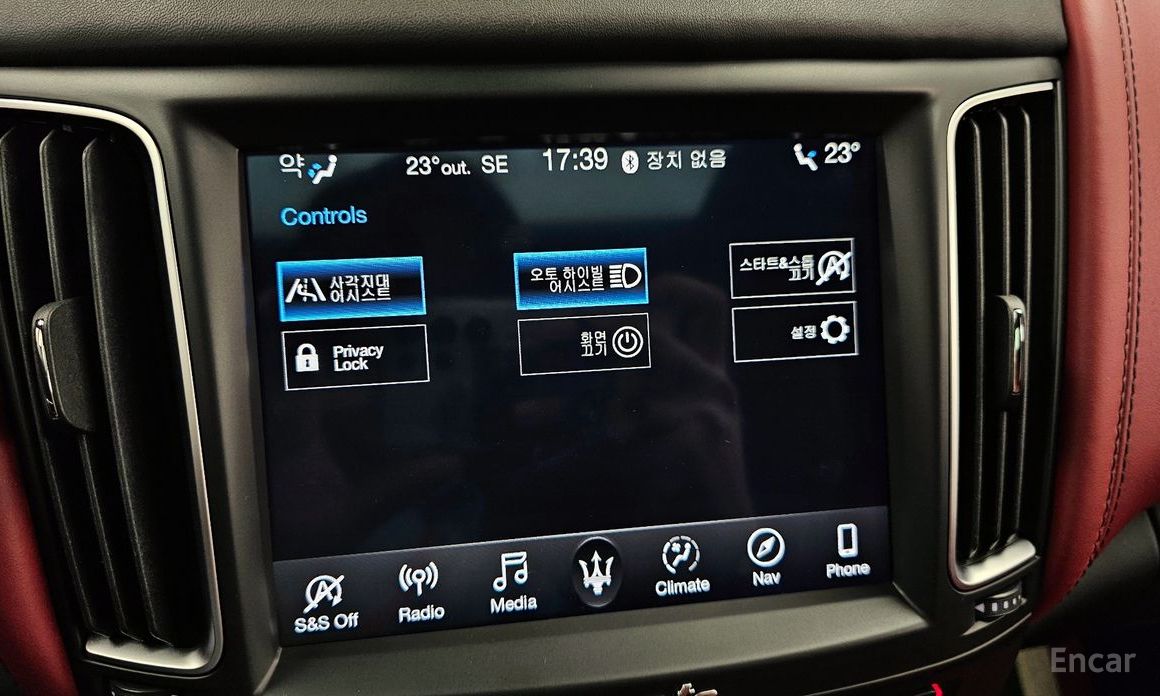 약 23° out. SE 17:39 장치 없음 23°
Controls
사각지대
어시스트
오토 하이빔
어시스트
스타트&스톱
끄기
Privacy
Lock
화면
끄기
설정
S&S Off
Radio
Media
Climate
Nav
Phone
Encar